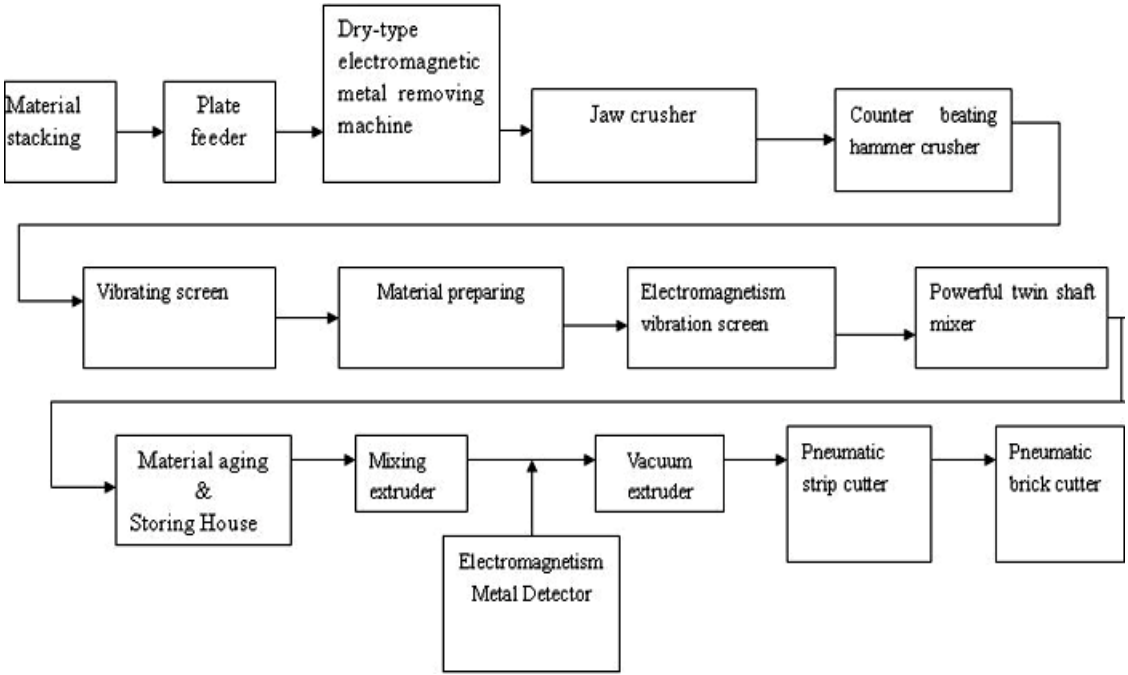 Material
stacking
Plate
feeder
Dry-type
electromagnetic
metal removing
machine
Jaw crusher
Counter beating
hammer crusher
Vibrating screen
Material preparing
Electromagnetism
vibration screen
Powerful twin shaft
mixer
Material aging
&
Storing House
Mixing
extruder
Electromagnetism
Metal Detector
Vacuum
extruder
Pneumatic
strip cutter
Pneumatic
brick cutter